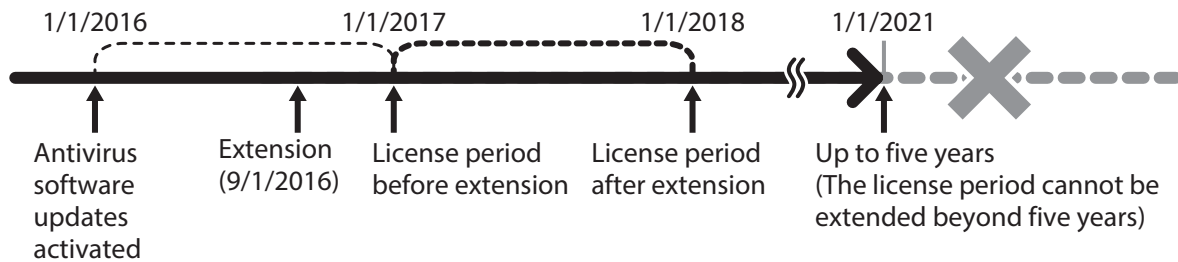 1/1/2016
1/1/2017
1/1/2018
1/1/2021
Antivirus
software
updates
activated
Extension
(9/1/2016)
License period
before extension
License period
after extension
Up to five years
(The license period cannot be
extended beyond five years)